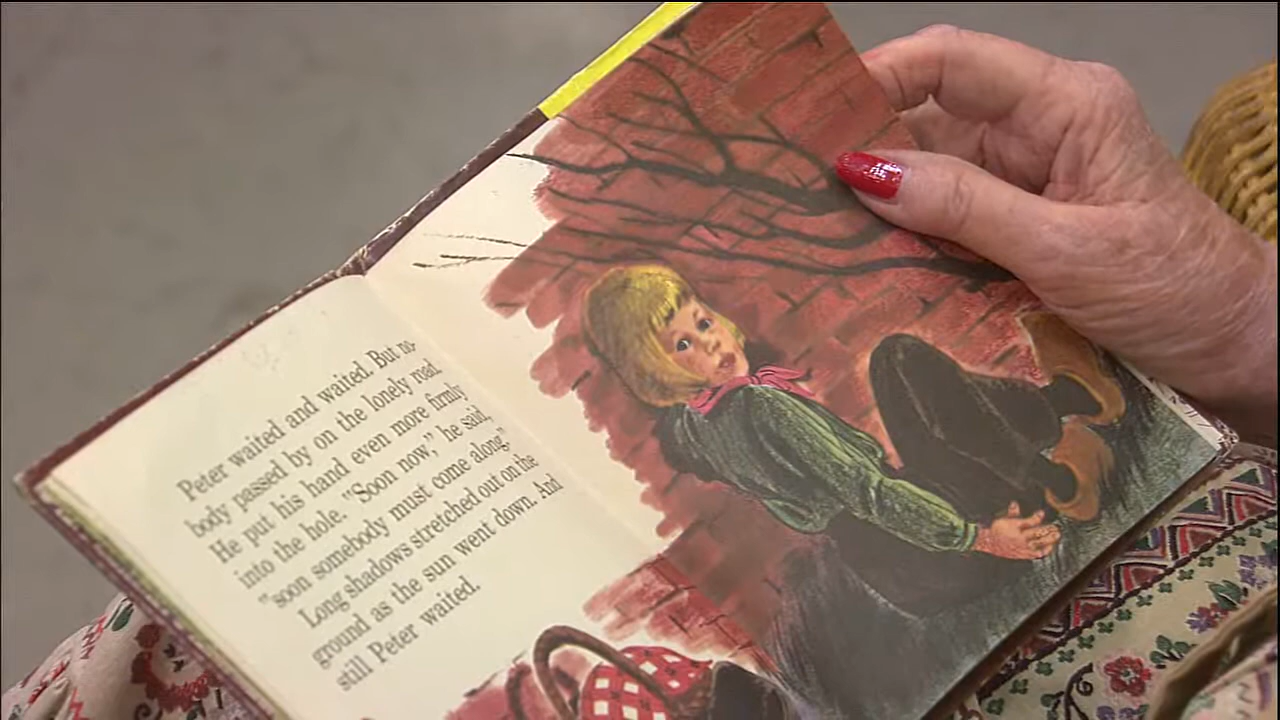 Peter waited and waited. But no-
body passed by on the lonely road.
He put his hand even more firmly
into the hole. "Soon now," he said,
"soon somebody must come along."
Long shadows stretched out on the
ground as the sun went down. And
still Peter waited.